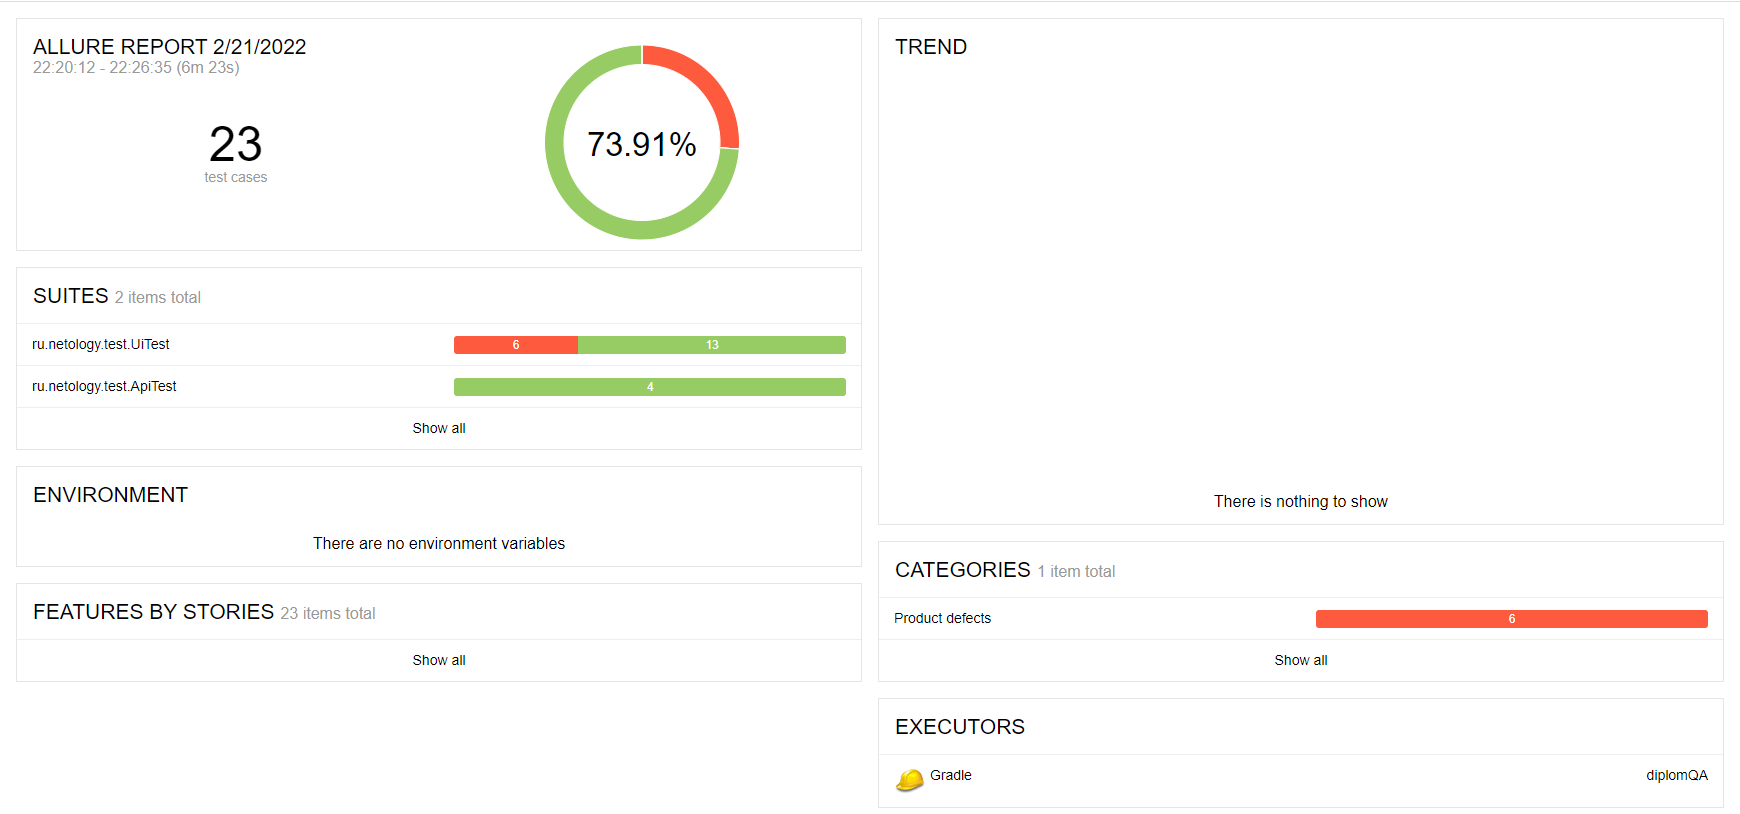 ALLURE REPORT 2/21/2022
22:20:12 - 22:26:35 (6m 23s)
23
test cases
73.91%
SUITES 2 items total
ru.netology.test.UiTest 6 13
ru.netology.test.ApiTest 4
Show all
ENVIRONMENT
There are no environment variables
FEATURES BY STORIES 23 items total
Show all
TREND
There is nothing to show
CATEGORIES 1 item total
Product defects 6
Show all
EXECUTORS
Gradle diplomQA